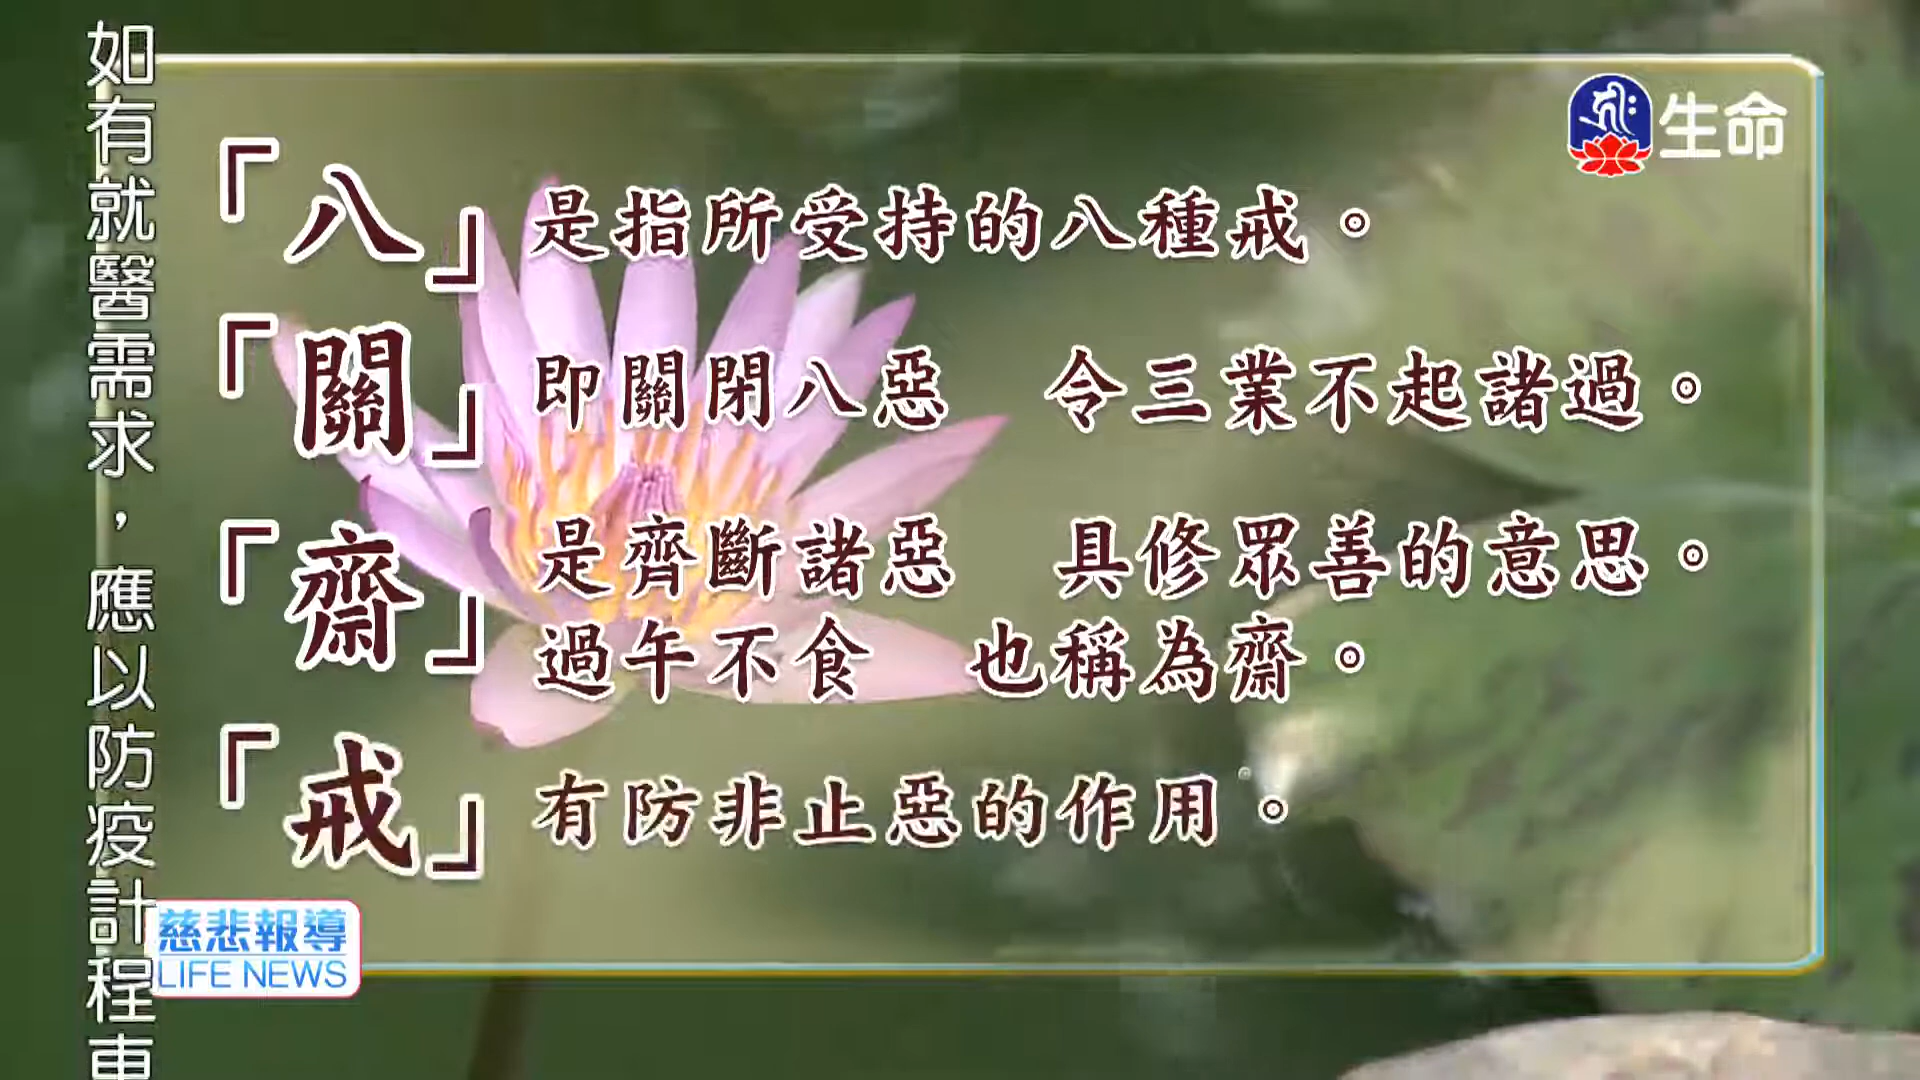 如有就醫需求，應以防疫計程車
生命
「八」是指所受持的八種戒。
「關」即關閉八惡　令三業不起諸過。
「齋」是齊斷諸惡　具修眾善的意思。
過午不食　也稱為齋。
「戒」有防非止惡的作用。
慈悲報導
LIFE NEWS